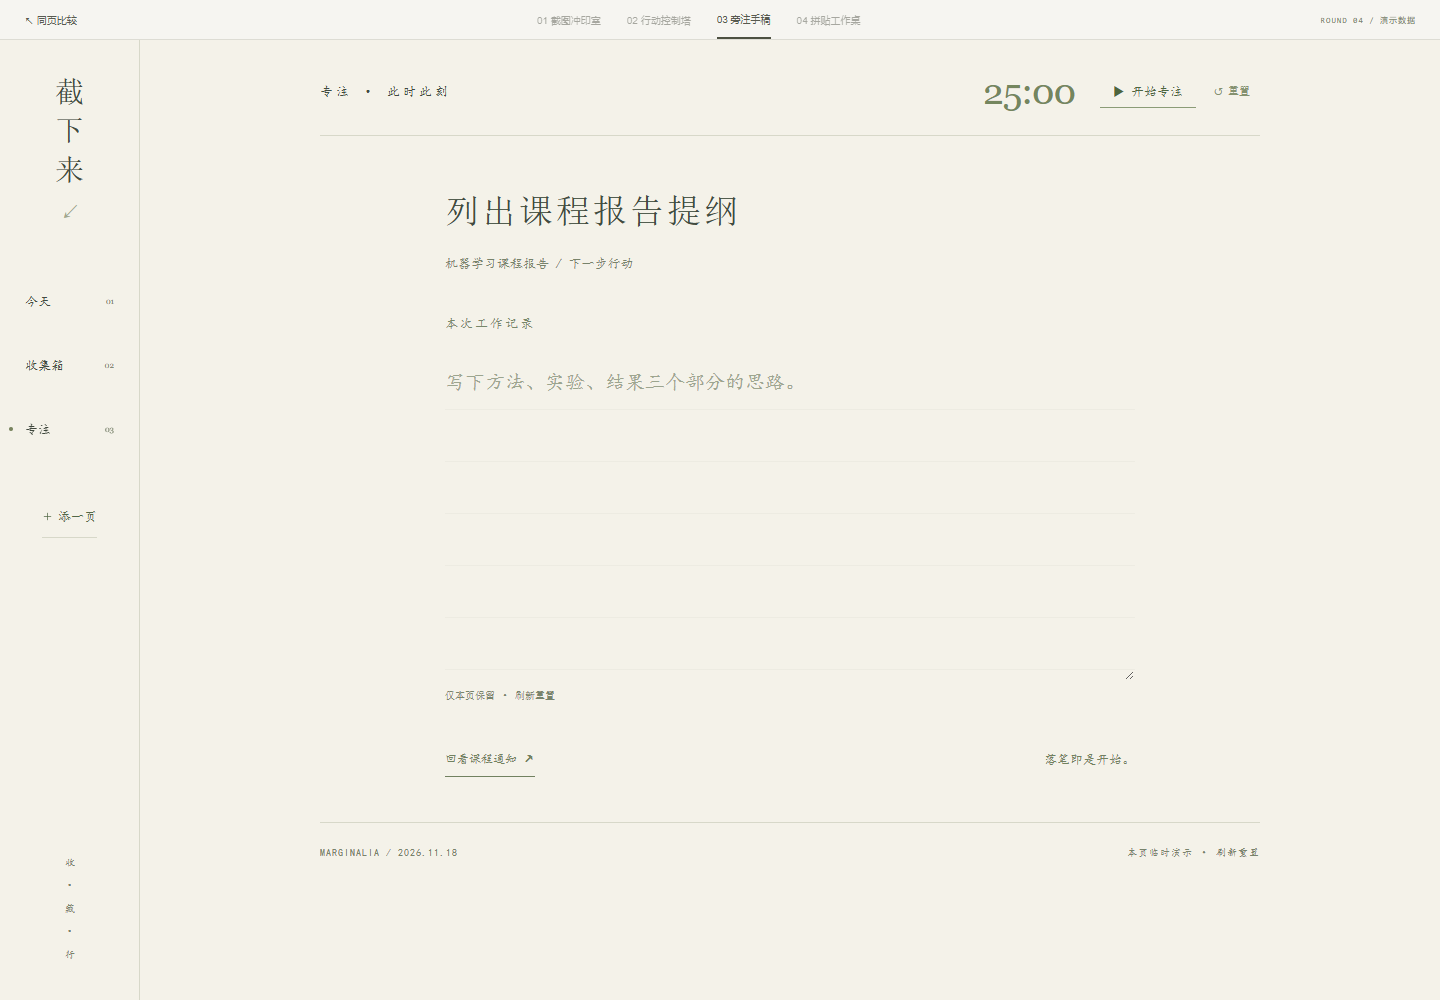 ↖ 同页比较
01 截图冲印室 02 行动控制塔 03 旁注手稿 04 拼贴工作桌
ROUND 04 / 演示数据
截
下
来
↙
今天 01
收集箱 02
专注 03
+ 添一页
收
·
藏
·
行
专注 · 此时此刻
25:00
▶ 开始专注
↺ 重置
列出课程报告提纲
机器学习课程报告 / 下一步行动
本次工作记录
写下方法、实验、结果三个部分的思路。
仅本页保留 · 刷新重置
回看课程通知 ↗
落笔即是开始。
MARGINALIA / 2026.11.18
本页临时演示 · 刷新重置